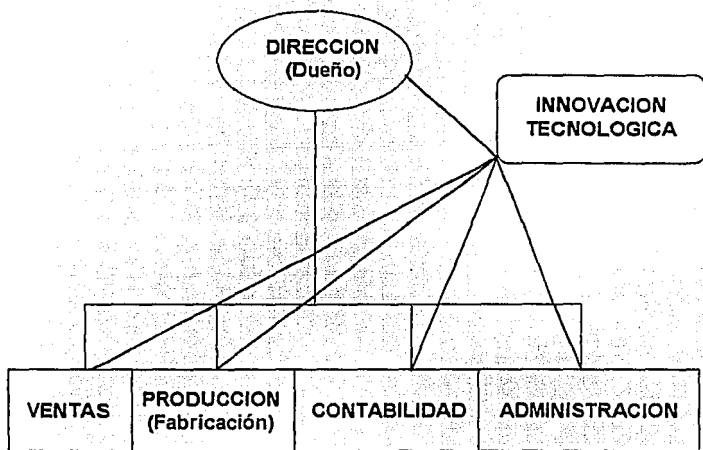 DIRECCION
(Dueño)
INNOVACION
TECNOLOGICA
VENTAS
PRODUCCION
(Fabricación)
CONTABILIDAD
ADMINISTRACION